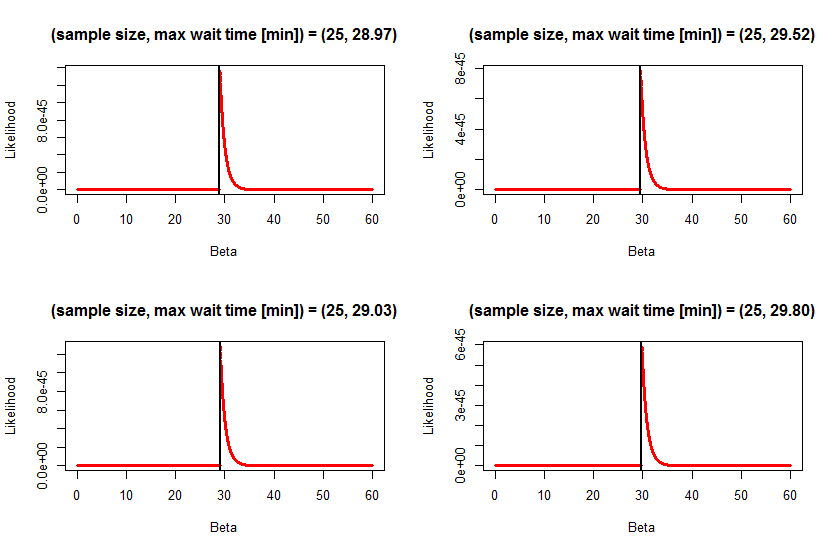 (sample size, max wait time [min]) = (25, 28.97)
Likelihood
0.0e+00
8.0e-45
0 10 20 30 40 50 60
Beta
(sample size, max wait time [min]) = (25, 29.52)
Likelihood
0e+00
4e-45
8e-45
0 10 20 30 40 50 60
Beta
(sample size, max wait time [min]) = (25, 29.03)
Likelihood
0.0e+00
8.0e-45
0 10 20 30 40 50 60
Beta
(sample size, max wait time [min]) = (25, 29.80)
Likelihood
0e+00
3e-45
6e-45
0 10 20 30 40 50 60
Beta